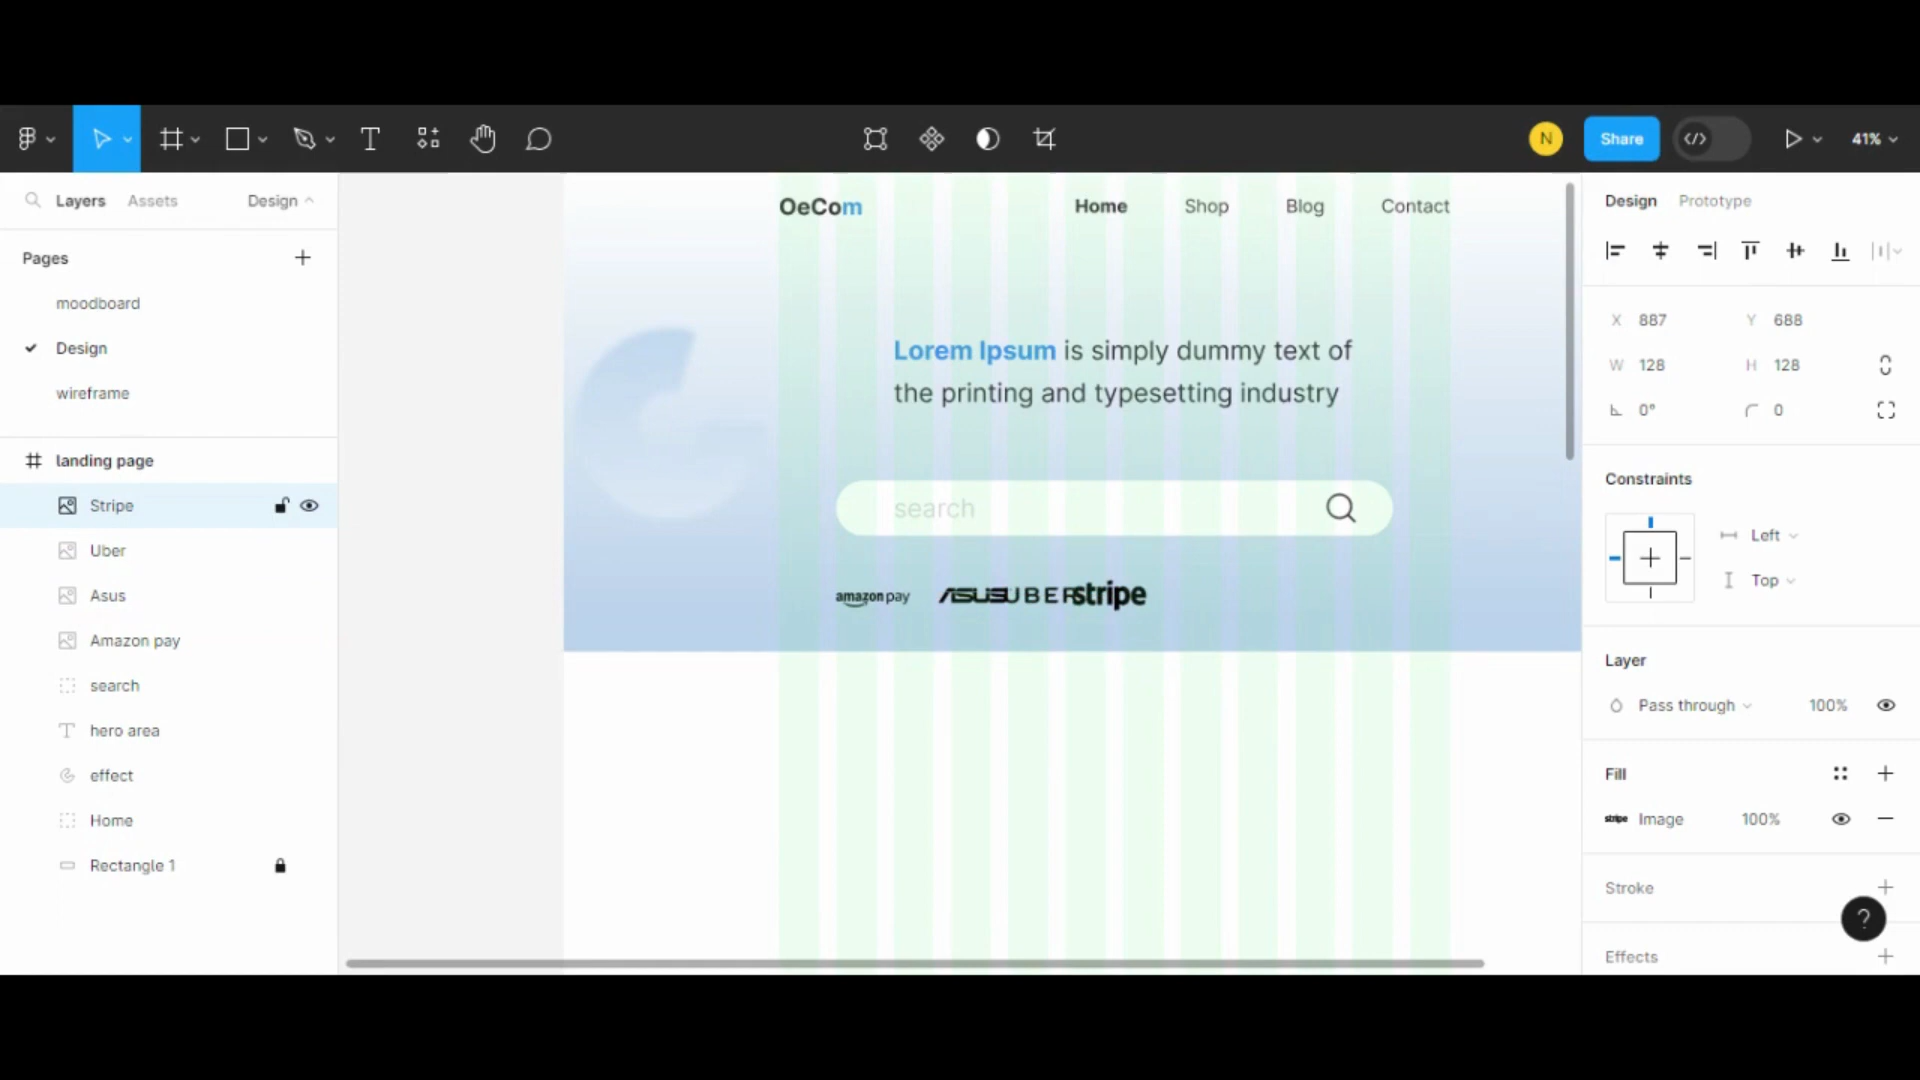 N
Share
41%
Layers
Assets
Design
Pages
moodboard
Design
wireframe
landing page
Stripe
Uber
Asus
Amazon pay
search
hero area
effect
Home
Rectangle 1
OeCom
Home
Shop
Blog
Contact
Lorem Ipsum is simply dummy text of
the printing and typesetting industry
search
amazon pay
ASUS
UBER
stripe
Design
Prototype
X 887
Y 688
W 128
H 128
0°
0
Constraints
Left
Top
Layer
Pass through
100%
Fill
stripe
Image
100%
Stroke
?
Effects